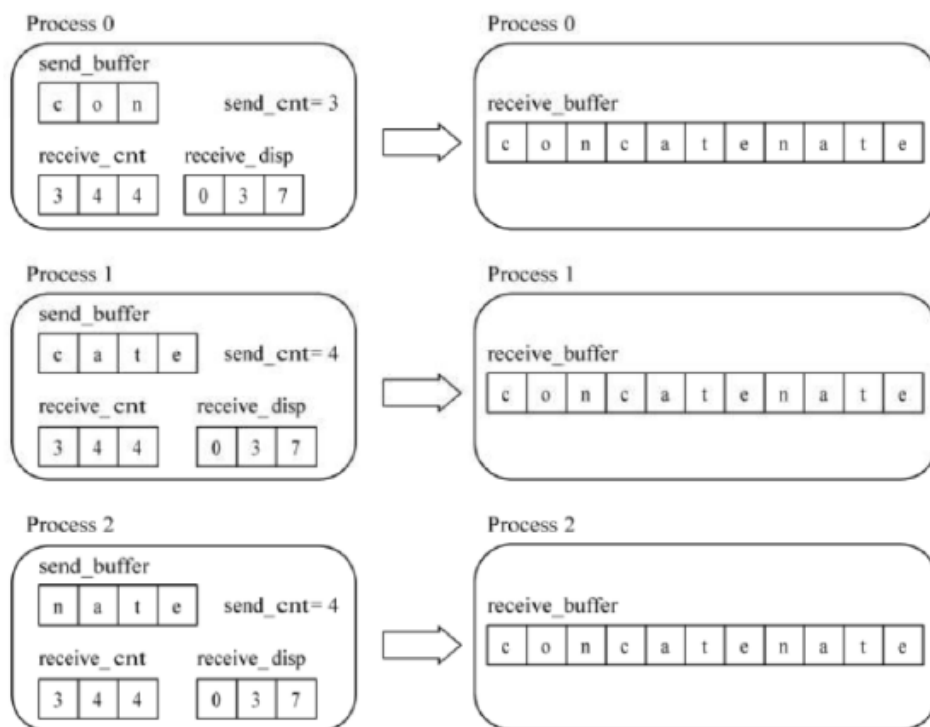 Process 0
send_buffer
c o n
send_cnt= 3
receive_cnt
receive_disp
3 4 4
0 3 7
Process 0
receive_buffer
c o n c a t e n a t e
Process 1
send_buffer
c a t e
send_cnt= 4
receive_cnt
receive_disp
3 4 4
0 3 7
Process 1
receive_buffer
c o n c a t e n a t e
Process 2
send_buffer
n a t e
send_cnt= 4
receive_cnt
receive_disp
3 4 4
0 3 7
Process 2
receive_buffer
c o n c a t e n a t e